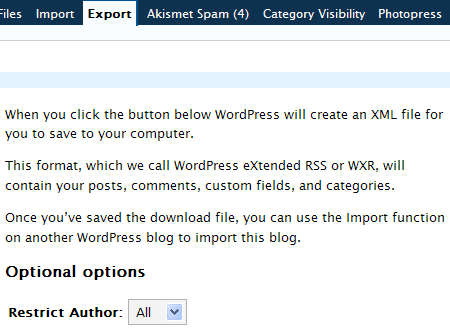 Files Import Export Akismet Spam (4) Category Visibility Photopress
When you click the button below WordPress will create an XML file for
you to save to your computer.
This format, which we call WordPress eXtended RSS or WXR, will
contain your posts, comments, custom fields, and categories.
Once you’ve saved the download file, you can use the Import function
on another WordPress blog to import this blog.
Optional options
Restrict Author: All